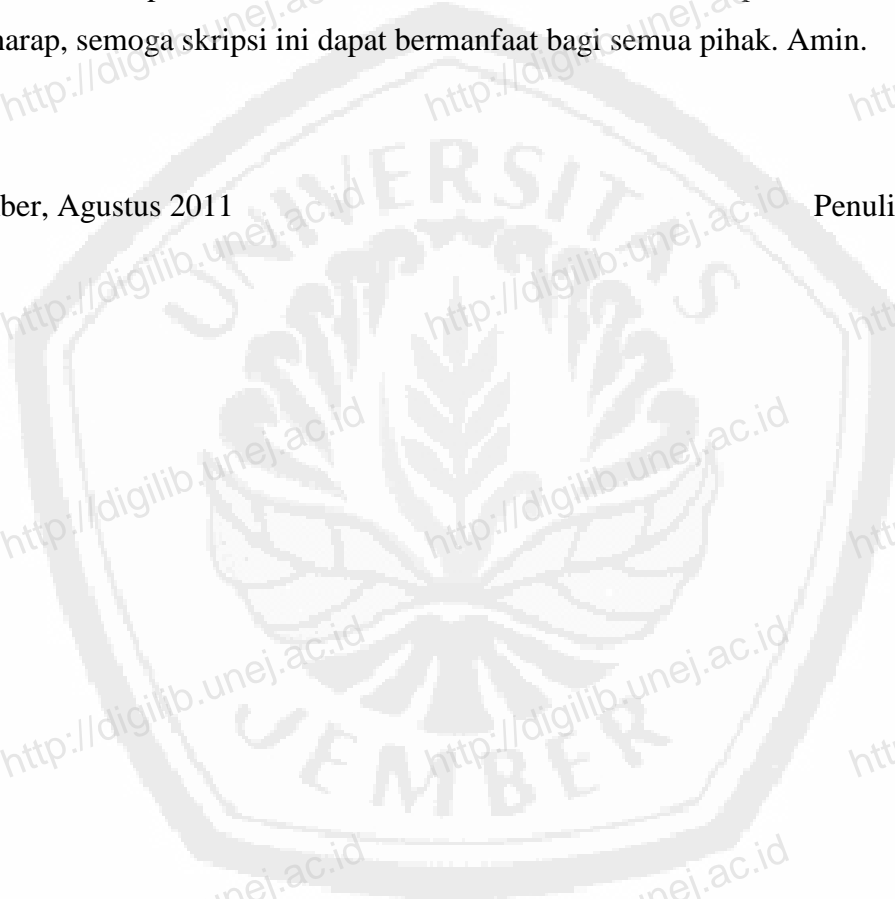 harap, semoga skripsi ini dapat bermanfaat bagi semua pihak. Amin.
ber, Agustus 2011 Penuli
UNIVERSITAS
JEMBER
http://digilib.unej.ac.id
http://digilib.unej.ac.id
http://digilib.unej.ac.id
http://digilib.unej.ac.id
http://digilib.unej.ac.id
http://digilib.unej.ac.id